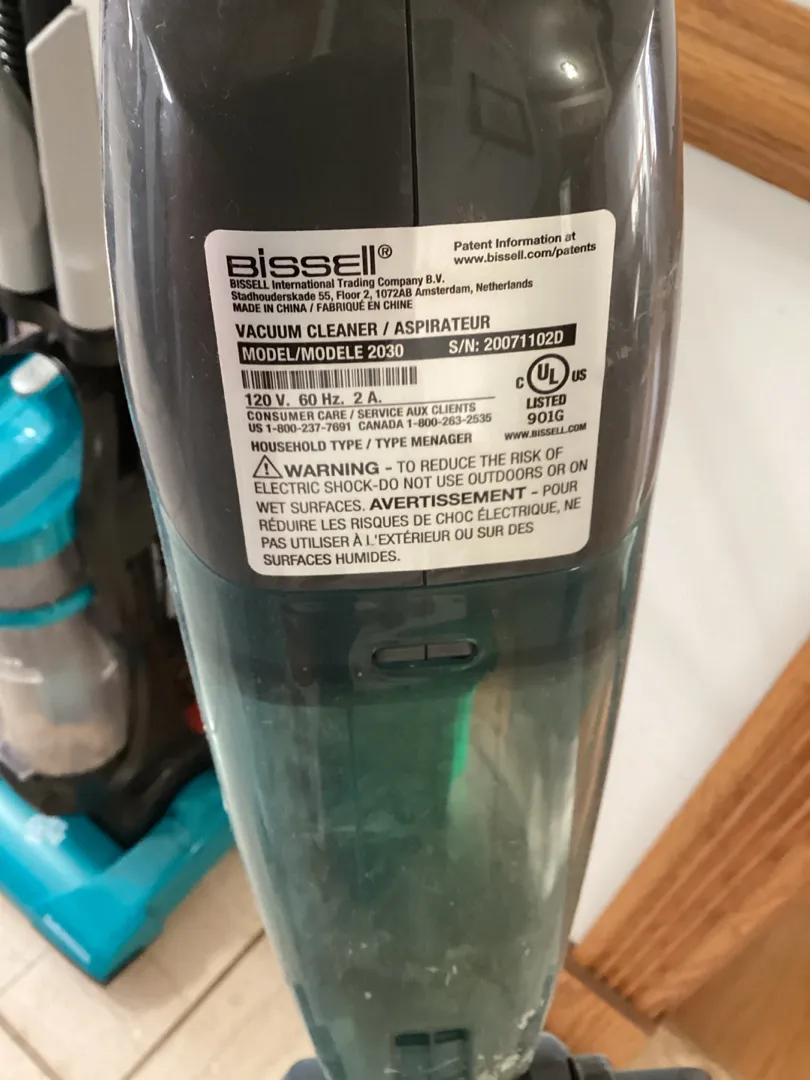 BISSELL®
Patent Information at
www.bissell.com/patents
BISSELL International Trading Company B.V.
Stadhouderskade 55, Floor 2, 1072AB Amsterdam, Netherlands
MADE IN CHINA / FABRIQUÉ EN CHINE
VACUUM CLEANER / ASPIRATEUR
MODEL/MODELE 2030 S/N: 20071102D
120 V. 60 Hz. 2 A.
CONSUMER CARE / SERVICE AUX CLIENTS
US 1-800-237-7691 CANADA 1-800-263-2535
HOUSEHOLD TYPE / TYPE MENAGER
C UL US
LISTED
901G
WWW.BISSELL.COM
WARNING - TO REDUCE THE RISK OF
ELECTRIC SHOCK-DO NOT USE OUTDOORS OR ON
WET SURFACES. AVERTISSEMENT - POUR
RÉDUIRE LES RISQUES DE CHOC ÉLECTRIQUE, NE
PAS UTILISER À L'EXTÉRIEUR OU SUR DES
SURFACES HUMIDES.